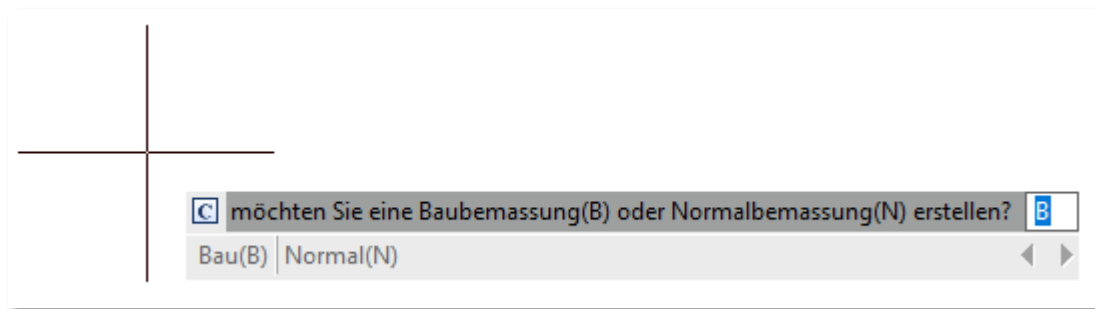 C möchten Sie eine Baubemassung(B) oder Normalbemassung(N) erstellen? B
Bau(B) Normal(N)